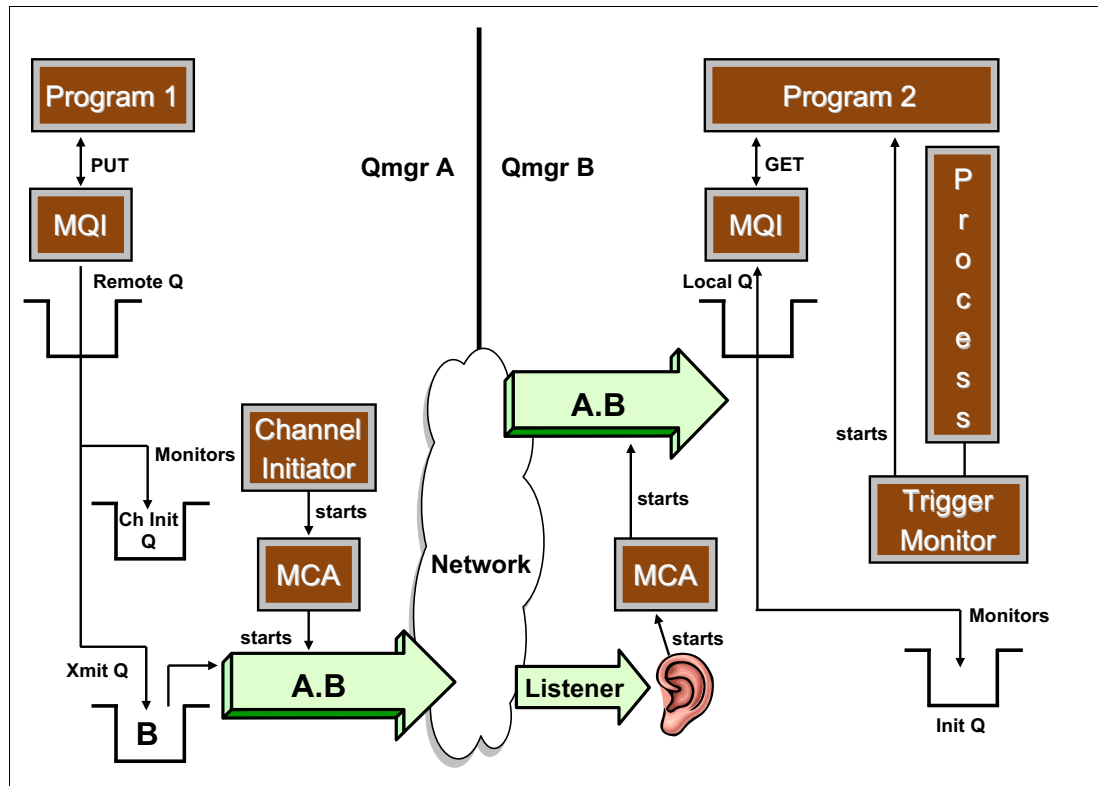 Program 1
PUT
MQI
Remote Q
Monitors
Ch Init
Q
Channel
Initiator
starts
MCA
starts
Xmit Q
B
A.B
Qmgr A
Qmgr B
Network
A.B
starts
MCA
starts
Listener
Program 2
GET
MQI
Local Q
starts
P
r
o
c
e
s
s
Trigger
Monitor
Monitors
Init Q